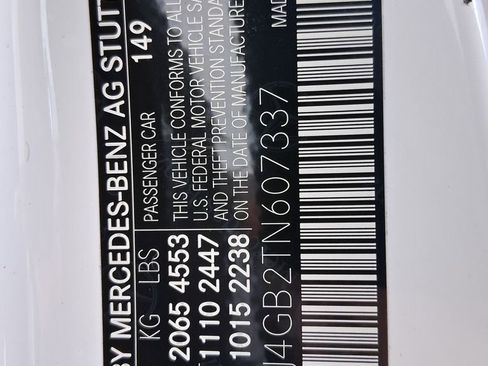 BY MERCEDES-BENZ AG STUTT
149
KG LBS
2065 4553
1110 2447
1015 2238
PASSENGER CAR
THIS VEHICLE CONFORMS TO ALL
U.S. FEDERAL MOTOR VEHICLE SA
AND THEFT PREVENTION STANDA
ON THE DATE OF MANUFACTURE
MAD
J4GB2TN607337